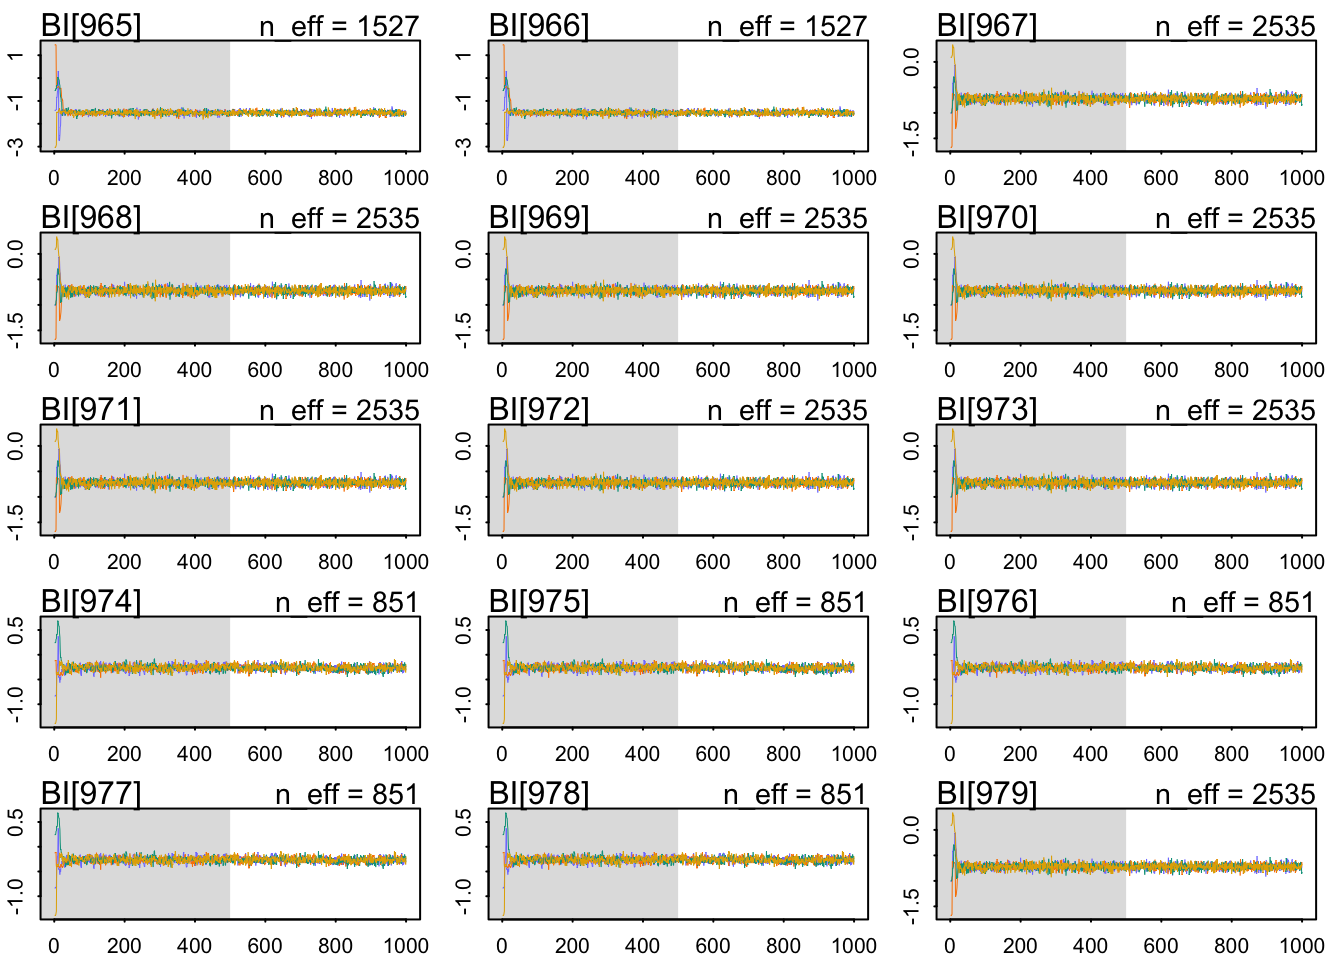 BI[965] n_eff = 1527 BI[966] n_eff = 1527 BI[967] n_eff = 2535
1 -1 -3 1 -1 -3 0.0 -1.5
0 200 400 600 800 1000 0 200 400 600 800 1000 0 200 400 600 800 1000
BI[968] n_eff = 2535 BI[969] n_eff = 2535 BI[970] n_eff = 2535
0.0 -1.5 0.0 -1.5 0.0 -1.5
0 200 400 600 800 1000 0 200 400 600 800 1000 0 200 400 600 800 1000
BI[971] n_eff = 2535 BI[972] n_eff = 2535 BI[973] n_eff = 2535
0.0 -1.5 0.0 -1.5 0.0 -1.5
0 200 400 600 800 1000 0 200 400 600 800 1000 0 200 400 600 800 1000
BI[974] n_eff = 851 BI[975] n_eff = 851 BI[976] n_eff = 851
0.5 -1.0 0.5 -1.0 0.5 -1.0
0 200 400 600 800 1000 0 200 400 600 800 1000 0 200 400 600 800 1000
BI[977] n_eff = 851 BI[978] n_eff = 851 BI[979] n_eff = 2535
0.5 -1.0 0.5 -1.0 0.0 -1.5
0 200 400 600 800 1000 0 200 400 600 800 1000 0 200 400 600 800 1000